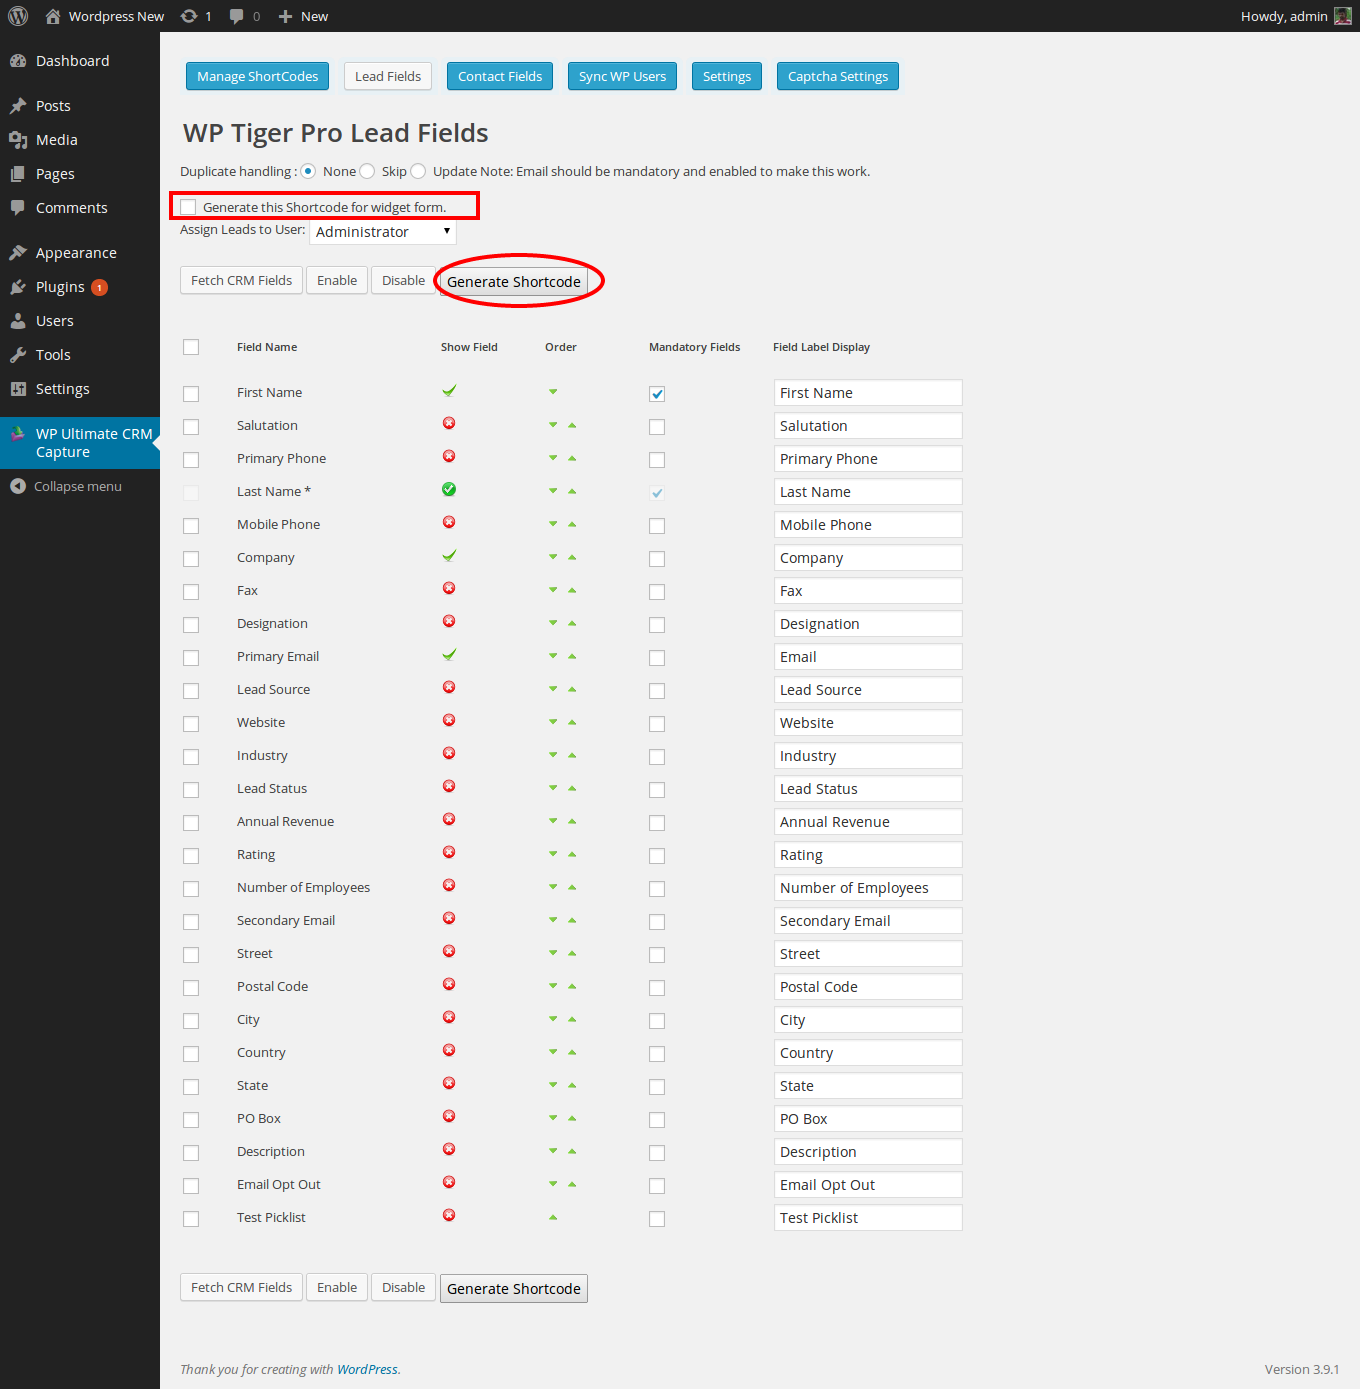 Wordpress New 1 0 New Howdy, admin
Dashboard
Posts
Media
Pages
Comments
Appearance
Plugins 1
Users
Tools
Settings
WP Ultimate CRM
Capture
Collapse menu
Manage ShortCodes Lead Fields Contact Fields Sync WP Users Settings Captcha Settings
WP Tiger Pro Lead Fields
Duplicate handling : None Skip Update Note: Email should be mandatory and enabled to make this work.
Generate this Shortcode for widget form.
Assign Leads to User: Administrator
Fetch CRM Fields Enable Disable Generate Shortcode
Field Name Show Field Order Mandatory Fields Field Label Display
First Name First Name
Salutation Salutation
Primary Phone Primary Phone
Last Name * Last Name
Mobile Phone Mobile Phone
Company Company
Fax Fax
Designation Designation
Primary Email Email
Lead Source Lead Source
Website Website
Industry Industry
Lead Status Lead Status
Annual Revenue Annual Revenue
Rating Rating
Number of Employees Number of Employees
Secondary Email Secondary Email
Street Street
Postal Code Postal Code
City City
Country Country
State State
PO Box PO Box
Description Description
Email Opt Out Email Opt Out
Test Picklist Test Picklist
Fetch CRM Fields Enable Disable Generate Shortcode
Thank you for creating with WordPress. Version 3.9.1